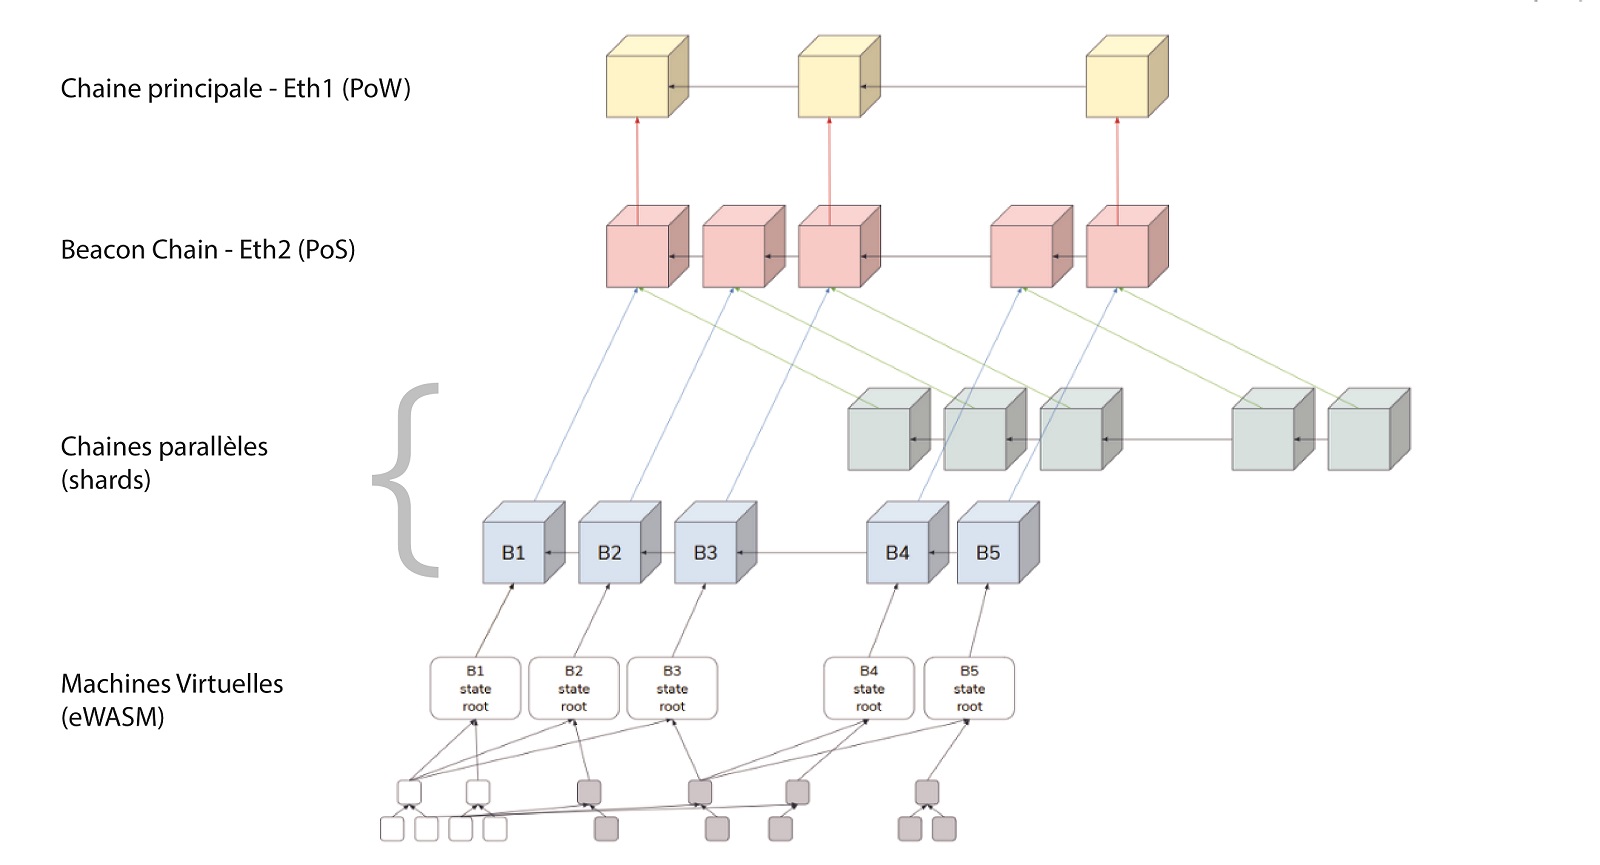 Chaine principale - Eth1 (PoW)
Beacon Chain - Eth2 (PoS)
Chaines parallèles
(shards)
B1
B2
B3
B4
B5
Machines Virtuelles
(eWASM)
B1
state
root
B2
state
root
B3
state
root
B4
state
root
B5
state
root